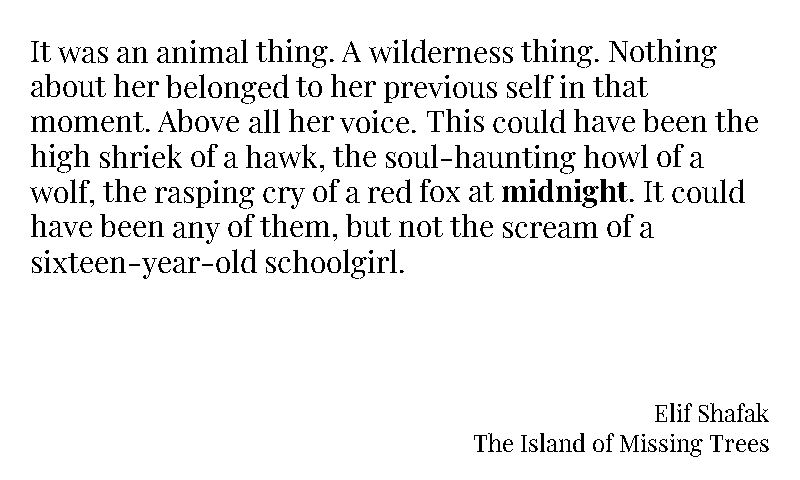 It was an animal thing. A wilderness thing. Nothing
about her belonged to her previous self in that
moment. Above all her voice. This could have been the
high shriek of a hawk, the soul-haunting howl of a
wolf, the rasping cry of a red fox at midnight. It could
have been any of them, but not the scream of a
sixteen-year-old schoolgirl.
Elif Shafak
The Island of Missing Trees